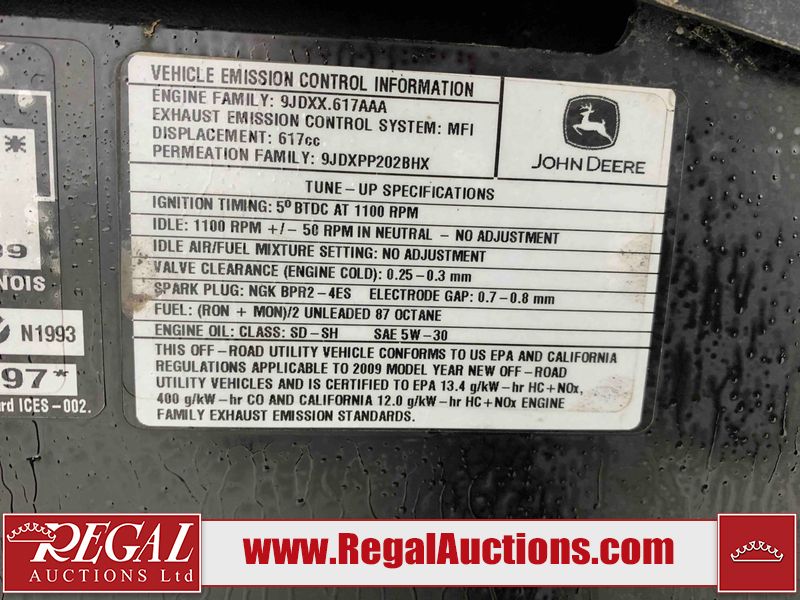 VEHICLE EMISSION CONTROL INFORMATION
ENGINE FAMILY: 9JDXX.617AAA
EXHAUST EMISSION CONTROL SYSTEM: MFI
DISPLACEMENT: 617cc
PERMEATION FAMILY: 9JDXPP202BHX
JOHN DEERE
TUNE-UP SPECIFICATIONS
IGNITION TIMING: 5° BTDC AT 1100 RPM
IDLE: 1100 RPM +/- 50 RPM IN NEUTRAL - NO ADJUSTMENT
IDLE AIR/FUEL MIXTURE SETTING: NO ADJUSTMENT
VALVE CLEARANCE (ENGINE COLD): 0.25-0.3 mm
SPARK PLUG: NGK BPR2-4ES ELECTRODE GAP: 0.7-0.8 mm
FUEL: (RON + MON)/2 UNLEADED 87 OCTANE
ENGINE OIL: CLASS: SD-SH SAE 5W-30
THIS OFF-ROAD UTILITY VEHICLE CONFORMS TO US EPA AND CALIFORNIA
REGULATIONS APPLICABLE TO 2009 MODEL YEAR NEW OFF-ROAD
UTILITY VEHICLES AND IS CERTIFIED TO EPA 13.4 g/kW-hr HC+NOx,
400 g/kW-hr CO AND CALIFORNIA 12.0 g/kW-hr HC+NOx ENGINE
FAMILY EXHAUST EMISSION STANDARDS.
*
N1993
97*
ICES-002.
REGAL
AUCTIONS Ltd
www.RegalAuctions.com